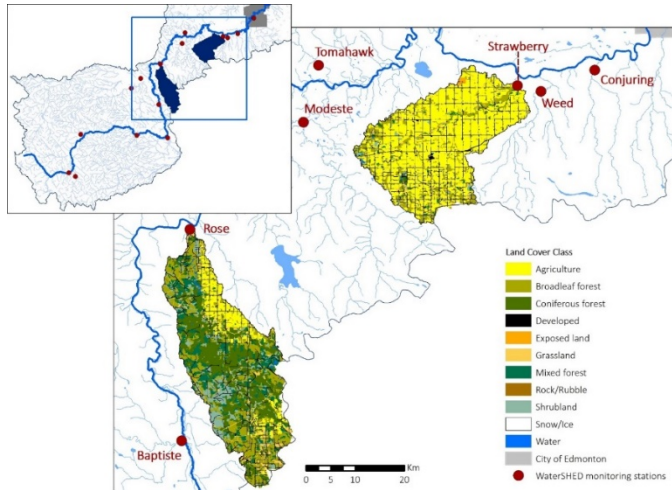 Tomahawk
Strawberry
Conjuring
Modeste
Weed
Rose
Baptiste
Land Cover Class
Agriculture
Broadleaf forest
Coniferous forest
Developed
Exposed land
Grassland
Mixed forest
Rock/Rubble
Shrubland
Snow/Ice
Water
City of Edmonton
WaterSHED monitoring stations
Km
0 5 10 20